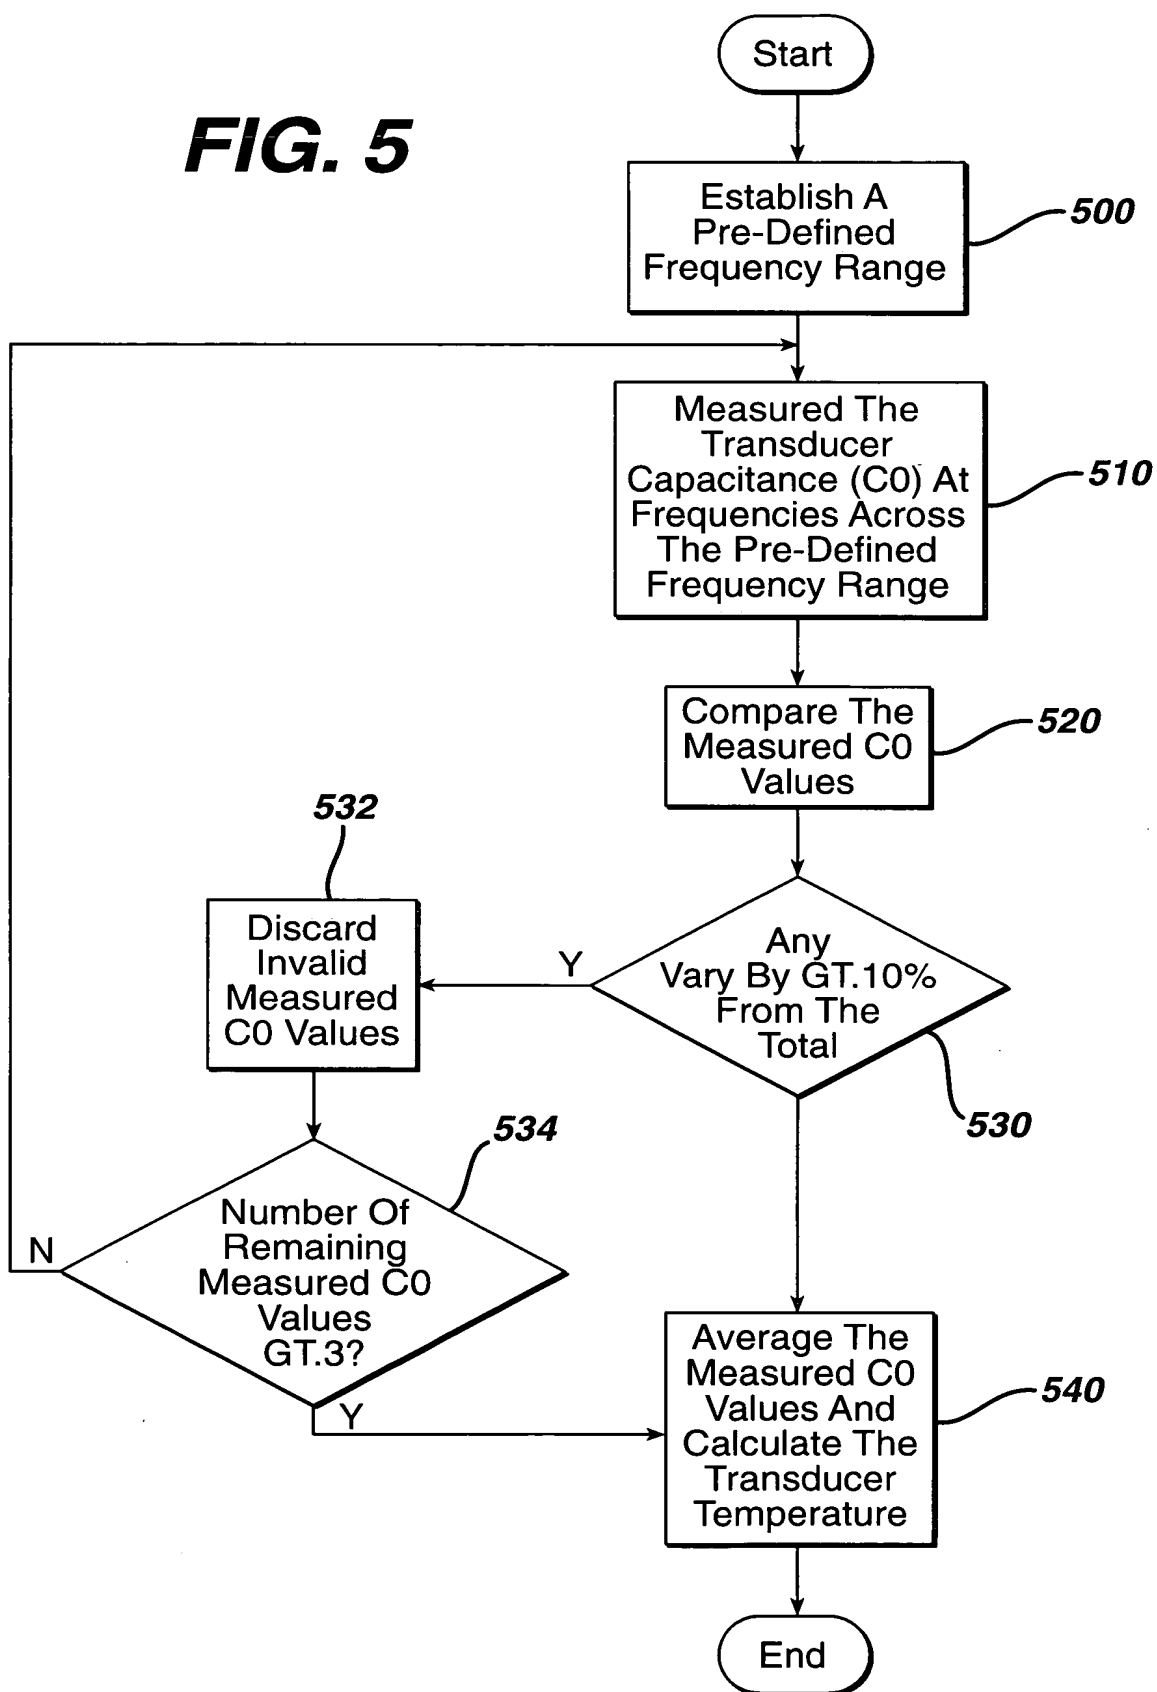 Start
FIG. 5
Establish A
Pre-Defined
Frequency Range
500
Measured The
Transducer
Capacitance (C0) At
Frequencies Across
The Pre-Defined
Frequency Range
510
Compare The
Measured C0
Values
520
532
Discard
Invalid
Measured
C0 Values
Y
Any
Vary By GT.10%
From The
Total
530
534
Number Of
Remaining
Measured C0
Values
GT.3?
N
Y
Average The
Measured C0
Values And
Calculate The
Transducer
Temperature
540
End